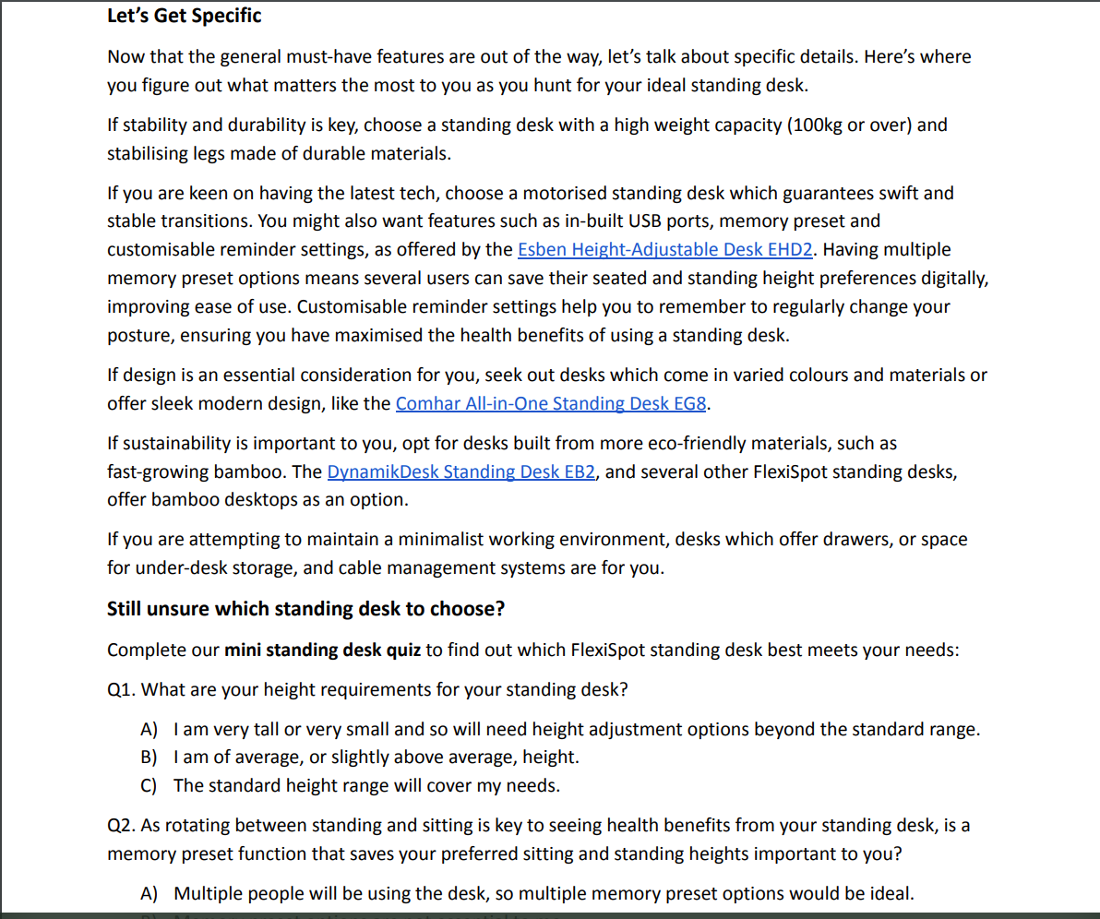 Let’s Get Specific
Now that the general must-have features are out of the way, let’s talk about specific details. Here’s where
you figure out what matters the most to you as you hunt for your ideal standing desk.
If stability and durability is key, choose a standing desk with a high weight capacity (100kg or over) and
stabilising legs made of durable materials.
If you are keen on having the latest tech, choose a motorised standing desk which guarantees swift and
stable transitions. You might also want features such as in-built USB ports, memory preset and
customisable reminder settings, as offered by the Esben Height-Adjustable Desk EHD2. Having multiple
memory preset options means several users can save their seated and standing height preferences digitally,
improving ease of use. Customisable reminder settings help you to remember to regularly change your
posture, ensuring you have maximised the health benefits of using a standing desk.
If design is an essential consideration for you, seek out desks which come in varied colours and materials or
offer sleek modern design, like the Comhar All-in-One Standing Desk EG8.
If sustainability is important to you, opt for desks built from more eco-friendly materials, such as
fast-growing bamboo. The DynamikDesk Standing Desk EB2, and several other FlexiSpot standing desks,
offer bamboo desktops as an option.
If you are attempting to maintain a minimalist working environment, desks which offer drawers, or space
for under-desk storage, and cable management systems are for you.
Still unsure which standing desk to choose?
Complete our mini standing desk quiz to find out which FlexiSpot standing desk best meets your needs:
Q1. What are your height requirements for your standing desk?
A) I am very tall or very small and so will need height adjustment options beyond the standard range.
B) I am of average, or slightly above average, height.
C) The standard height range will cover my needs.
Q2. As rotating between standing and sitting is key to seeing health benefits from your standing desk, is a
memory preset function that saves your preferred sitting and standing heights important to you?
A) Multiple people will be using the desk, so multiple memory preset options would be ideal.